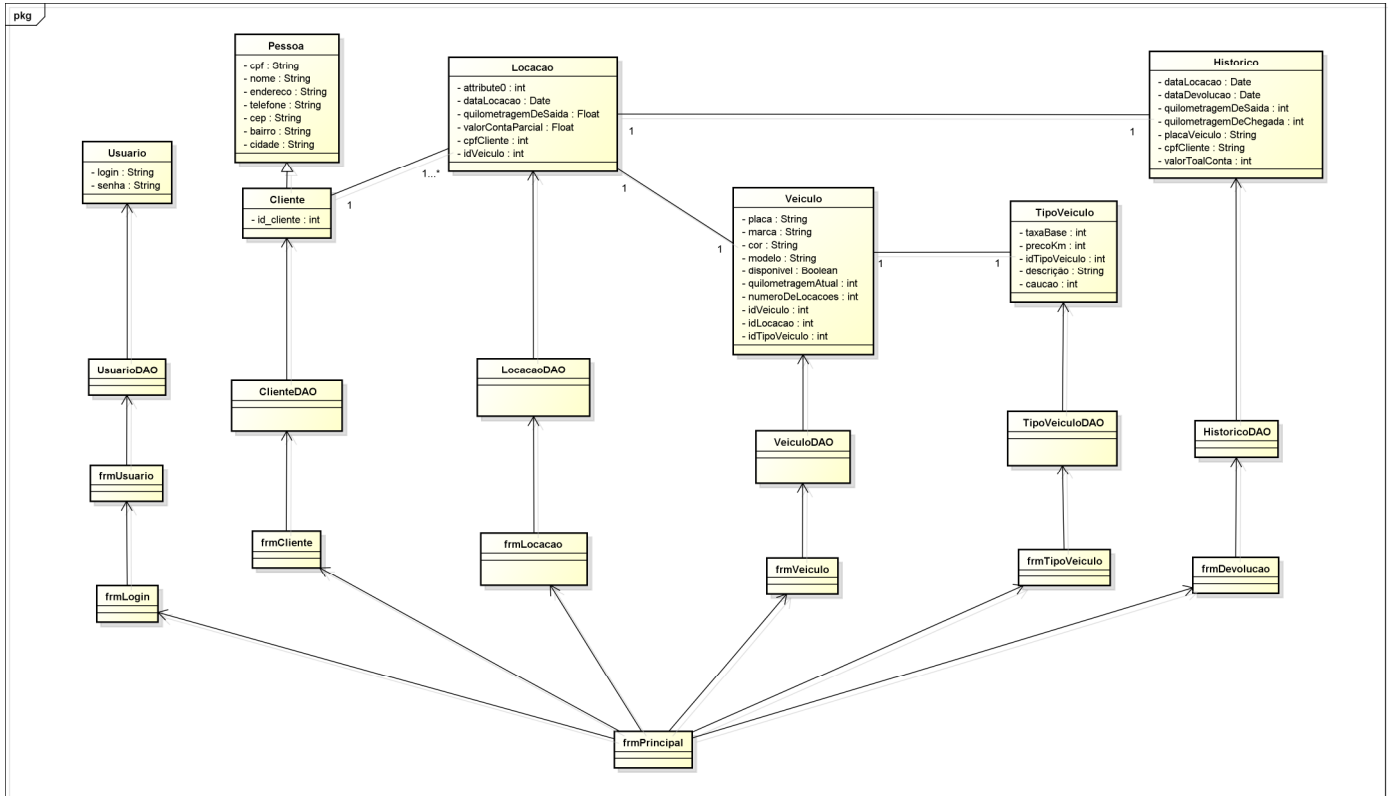 pkg
Pessoa
- cpf : String
- nome : String
- endereco : String
- telefone : String
- cep : String
- bairro : String
- cidade : String
Locacao
- attribute0 : int
- dataLocacao : Date
- quilometragemDeSaida : Float
- valorContaParcial : Float
- cpfCliente : int
- idVeiculo : int
Historico
- dataLocacao : Date
- dataDevolucao : Date
- quilometragemDeSaida : int
- quilometragemDeChegada : int
- placaVeiculo : String
- cpfCliente : String
- valorToalConta : int
1
1
Usuario
- login : String
- senha : String
1...*
1
Cliente
- id_cliente : int
1
1
Veiculo
- placa : String
- marca : String
- cor : String
- modelo : String
- disponivel : Boolean
- quilometragemAtual : int
- numeroDeLocacoes : int
- idVeiculo : int
- idLocacao : int
- idTipoVeiculo : int
1
1
TipoVeiculo
- taxaBase : int
- precoKm : int
- idTipoVeiculo : int
- descrição : String
- caucao : int
UsuarioDAO
ClienteDAO
LocacaoDAO
VeiculoDAO
TipoVeiculoDAO
HistoricoDAO
frmUsuario
frmCliente
frmLocacao
frmVeiculo
frmTipoVeiculo
frmDevolucao
frmLogin
frmPrincipal